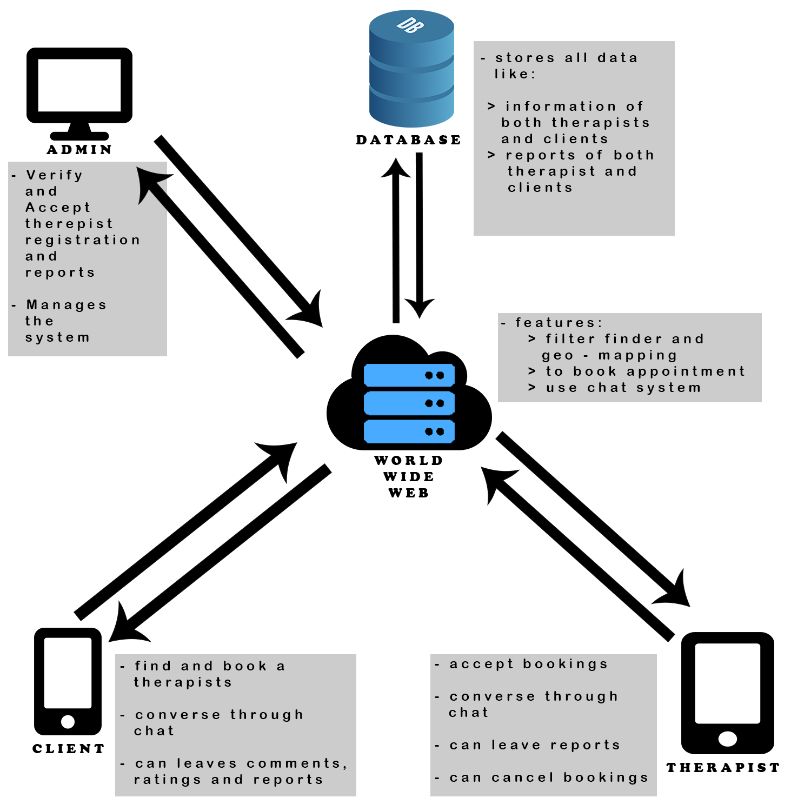 DB
DATABASE
- stores all data
like:
> information of
both therapists
and clients
> reports of both
therapist and
clients
ADMIN
- Verify
and
Accept
therepist
registration
and
reports
- Manages
the
system
- features:
> filter finder and
geo - mapping
> to book appointment
> use chat system
WORLD
WIDE
WEB
CLIENT
- find and book a
therapists
- converse through
chat
- can leaves comments,
ratings and reports
- accept bookings
- converse through
chat
- can leave reports
- can cancel bookings
THERAPIST